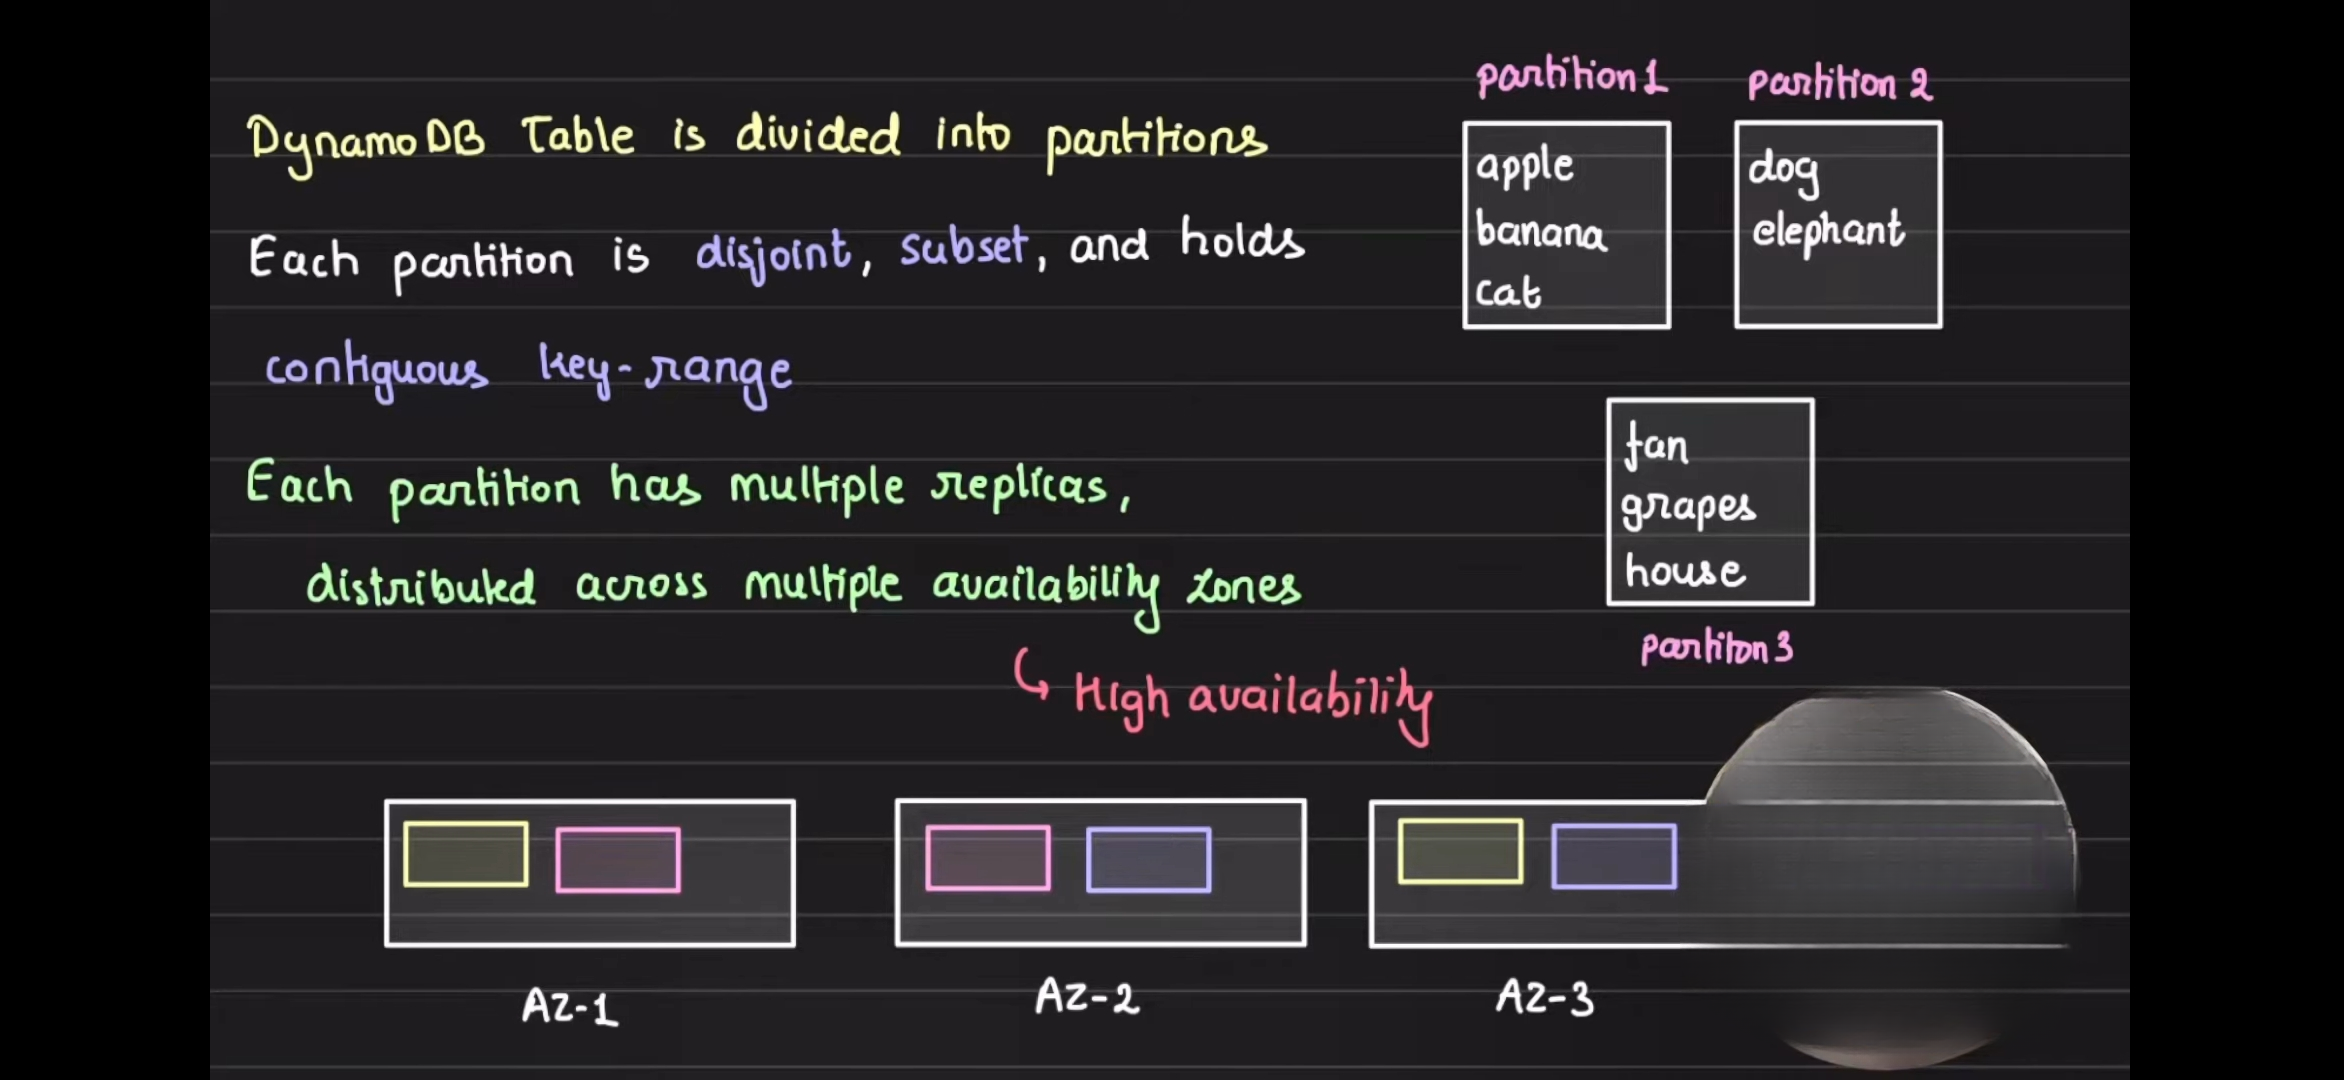 DynamoDB Table is divided into partitions
Each partition is disjoint, subset, and holds
contiguous key-range
Each partition has multiple replicas,
distributed across multiple availability zones
High availability
partition 1
apple
banana
cat
partition 2
dog
elephant
fan
grapes
house
partiton 3
AZ-1
AZ-2
AZ-3